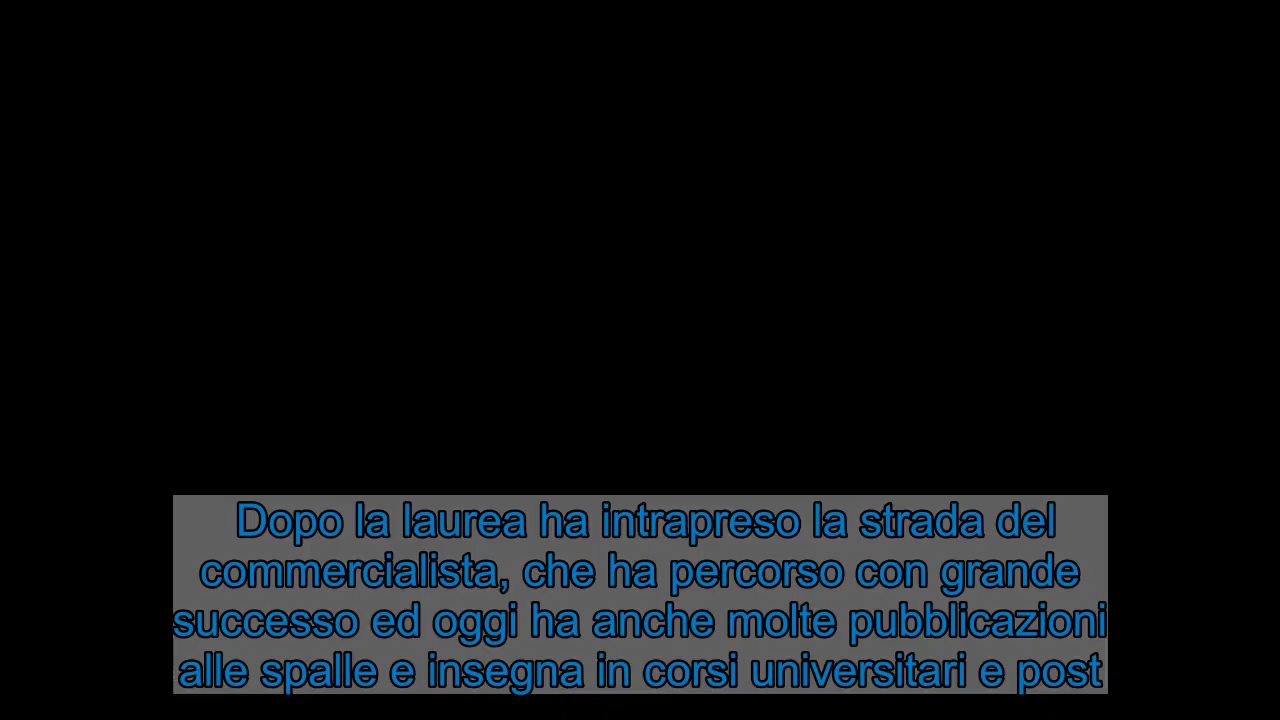 Dopo la laurea ha intrapreso la strada del
commercialista, che ha percorso con grande
successo ed oggi ha anche molte pubblicazioni
alle spalle e insegna in corsi universitari e post